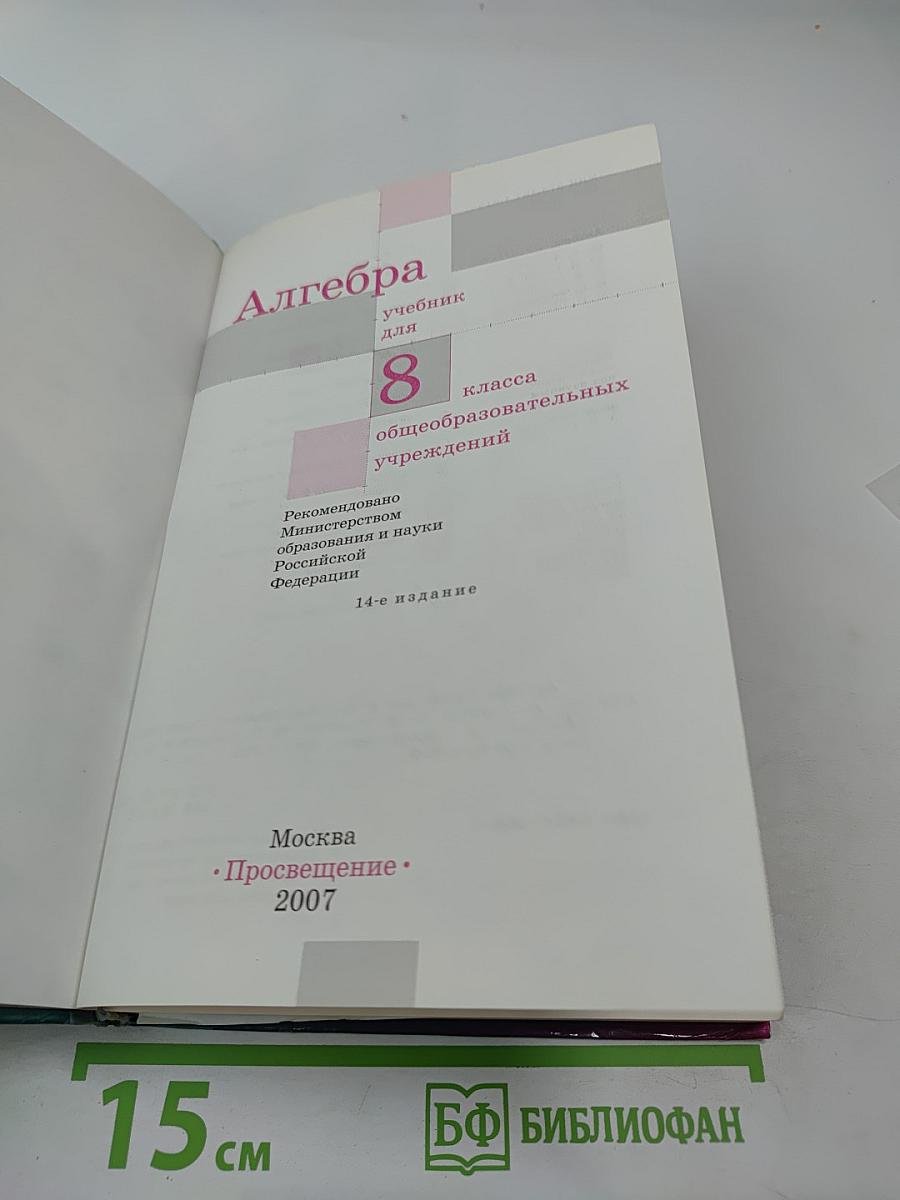 Алгебра
учебник
для
8 класса
общеобразовательных
учреждений
Рекомендовано
Министерством
образования и науки
Российской
Федерации
14-е издание
Москва
• Просвещение •
2007
15 см
БФ БИБЛИОФАН